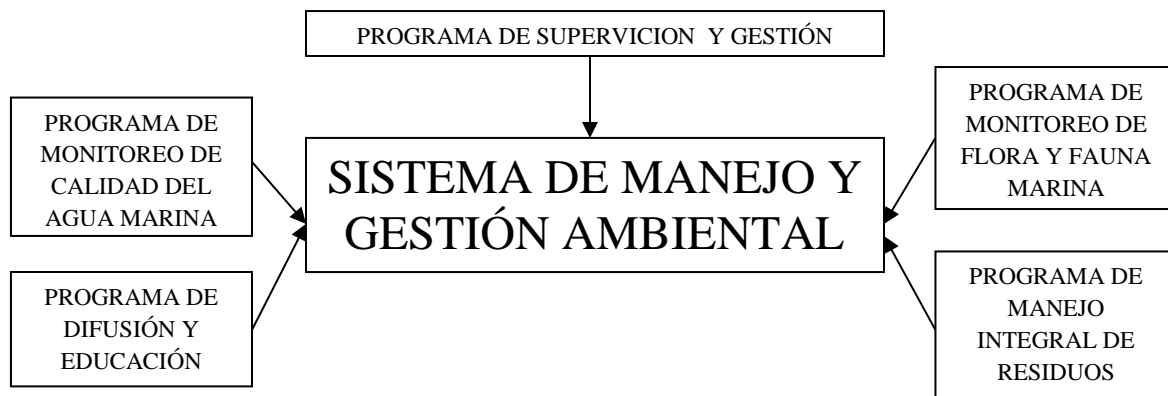 PROGRAMA DE SUPERVICION Y GESTIÓN
PROGRAMA DE
MONITOREO DE
CALIDAD DEL
AGUA MARINA
SISTEMA DE MANEJO Y
GESTIÓN AMBIENTAL
PROGRAMA DE
MONITOREO DE
FLORA Y FAUNA
MARINA
PROGRAMA DE
DIFUSIÓN Y
EDUCACIÓN
PROGRAMA DE
MANEJO
INTEGRAL DE
RESIDUOS